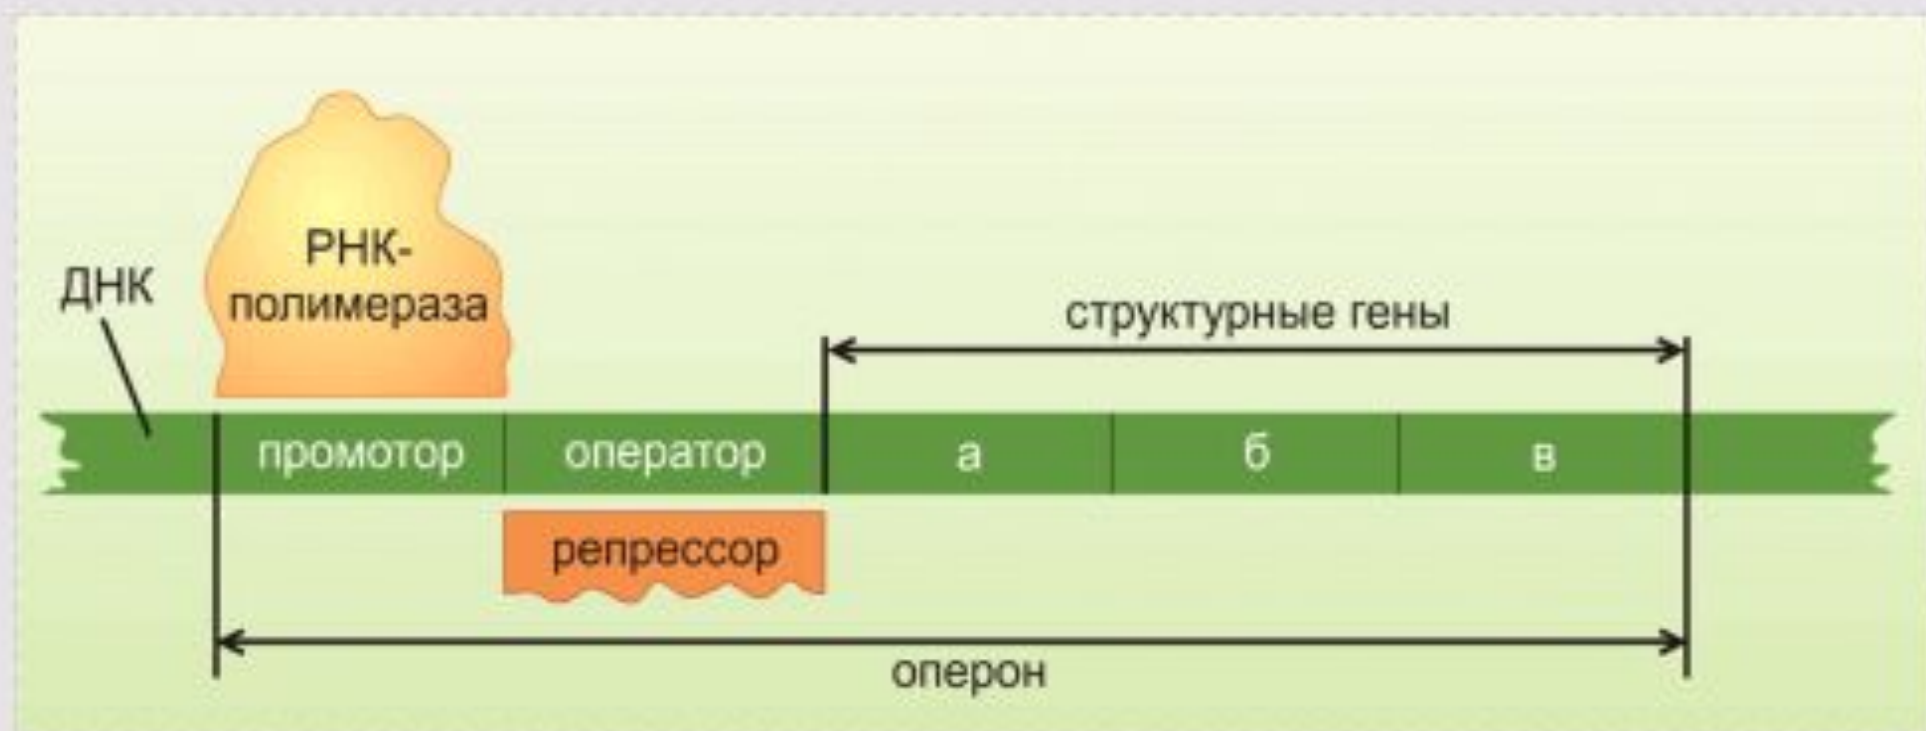 РНК-
полимераза
ДНК
структурные гены
промотор оператор а б в
репрессор
оперон